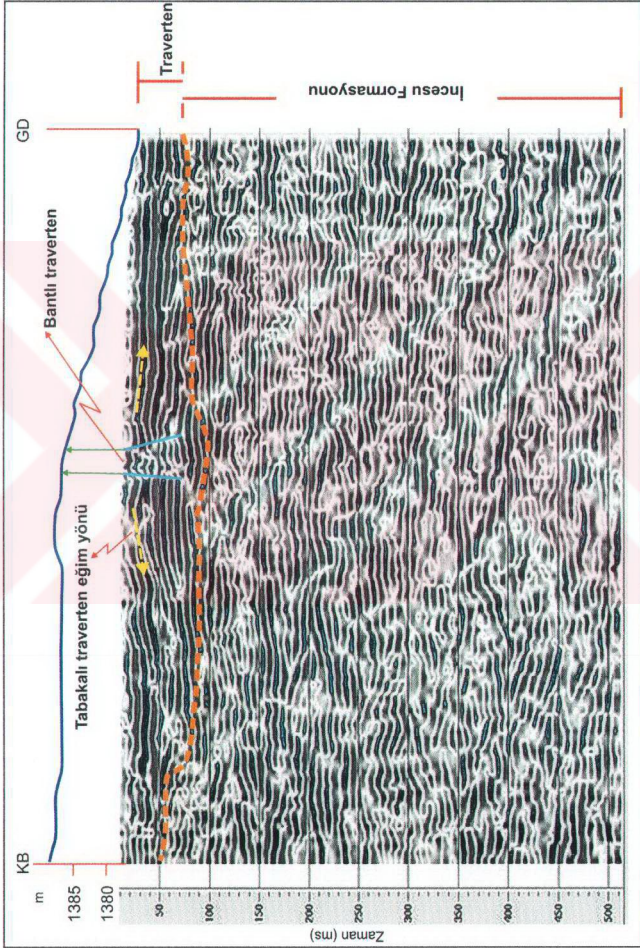 KB
GD
m
1385
1380
Tabakalı traverten eğim yönü
Bantlı traverten
Traverten
İncesu Formasyonu
Zaman (ms)
50
100
150
200
250
300
350
400
450
500